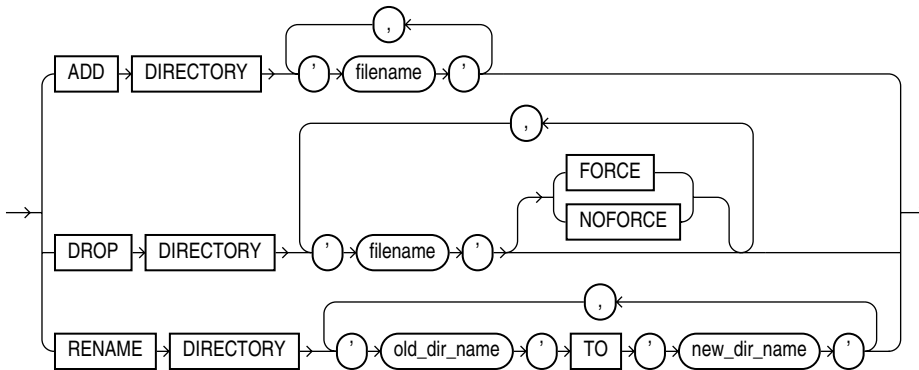 ,
ADD DIRECTORY ' filename '
,
FORCE
NOFORCE
DROP DIRECTORY ' filename '
,
RENAME DIRECTORY ' old_dir_name ' TO ' new_dir_name '